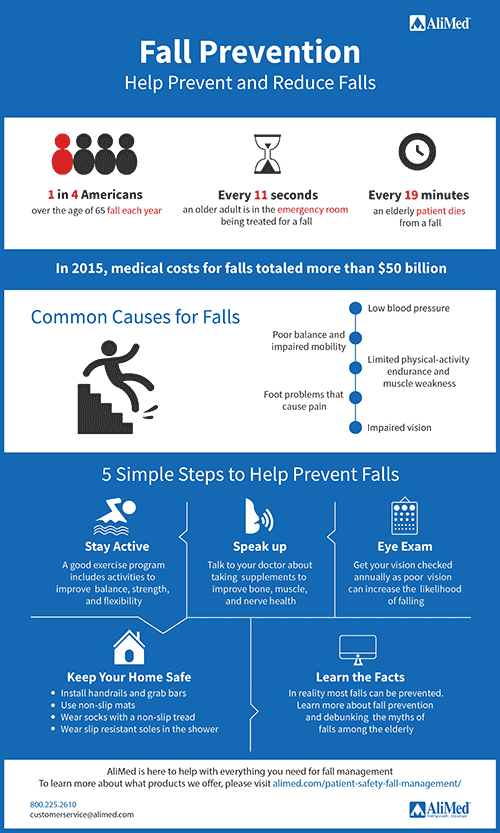 AliMed
Fall Prevention
Help Prevent and Reduce Falls
1 in 4 Americans
over the age of 65 fall each year
Every 11 seconds
an older adult is in the emergency room
being treated for a fall
Every 19 minutes
an elderly patient dies
from a fall
In 2015, medical costs for falls totaled more than $50 billion
Common Causes for Falls
Low blood pressure
Poor balance and
impaired mobility
Limited physical-activity
endurance and
muscle weakness
Foot problems that
cause pain
Impaired vision
5 Simple Steps to Help Prevent Falls
Stay Active
A good exercise program
includes activities to
improve balance, strength,
and flexibility
Speak up
Talk to your doctor about
taking supplements to
improve bone, muscle,
and nerve health
Eye Exam
Get your vision checked
annually as poor vision
can increase the likelihood
of falling
Keep Your Home Safe
• Install handrails and grab bars
• Use non-slip mats
• Wear socks with a non-slip tread
• Wear slip resistant soles in the shower
Learn the Facts
In reality most falls can be prevented.
Learn more about fall prevention
and debunking the myths of
falls among the elderly
AliMed is here to help with everything you need for fall management
To learn more about what products we offer, please visit alimed.com/patient-safety-fall-management/
800.225.2610
customerservice@alimed.com
AliMed